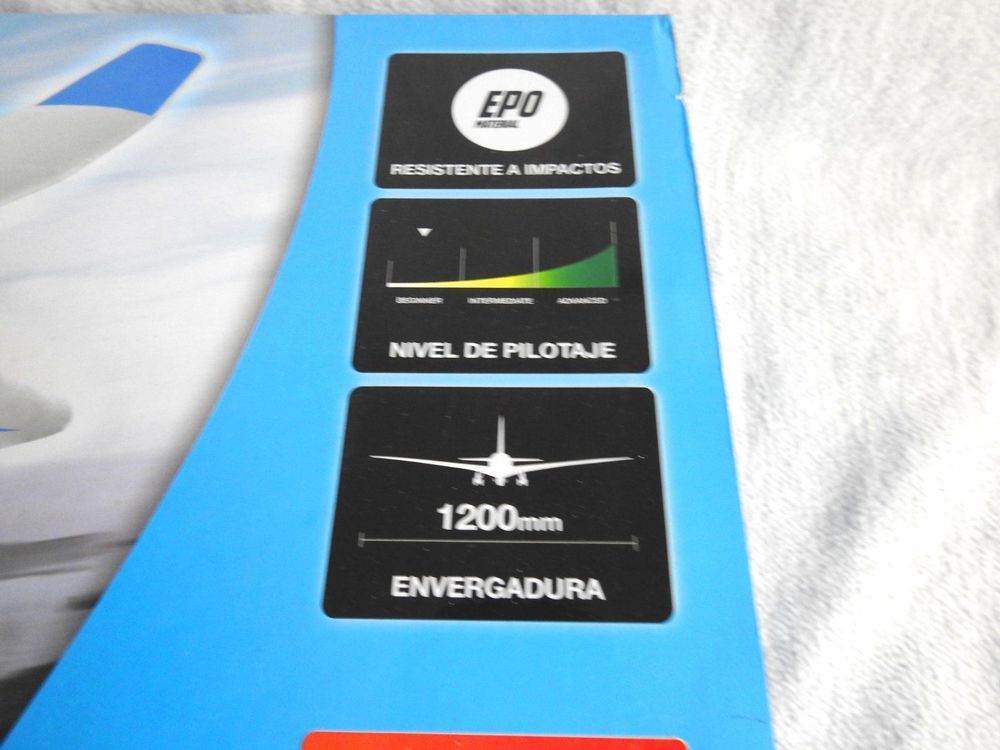 EPO
MATERIAL
RESISTENTE A IMPACTOS
BEGINNER INTERMEDIATE ADVANCED
NIVEL DE PILOTAJE
1200mm
ENVERGADURA